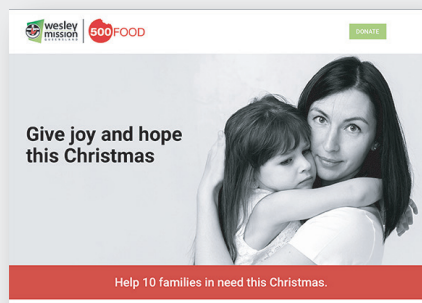 wesley
mission
QUEENSLAND
500FOOD
DONATE
Give joy and hope
this Christmas
Help 10 families in need this Christmas.